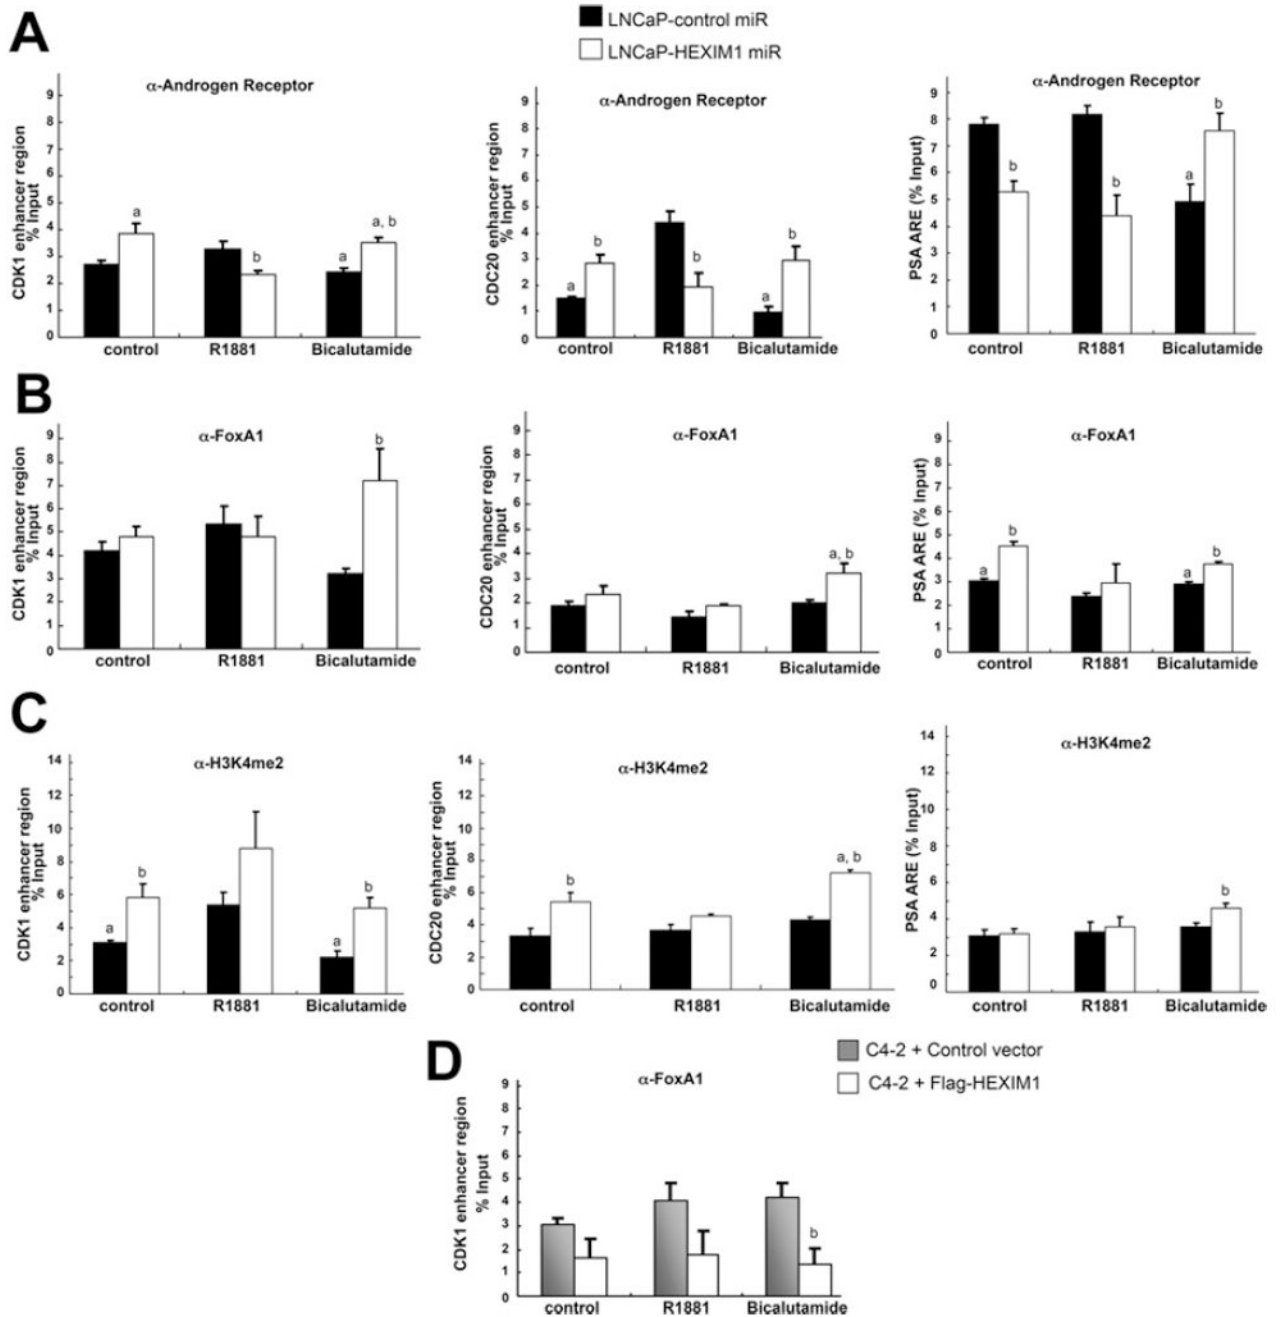 A
LNCaP-control miR
LNCaP-HEXIM1 miR
α-Androgen Receptor
CDK1 enhancer region
% Input
9
8
7
6
5
4
3
2
1
0
a
b
a
a, b
control
R1881
Bicalutamide
α-Androgen Receptor
CDC20 enhancer region
% Input
9
8
7
6
5
4
3
2
1
0
a
b
b
a
b
control
R1881
Bicalutamide
α-Androgen Receptor
PSA ARE (% Input)
9
8
7
6
5
4
3
2
1
0
b
b
a
b
control
R1881
Bicalutamide
B
α-FoxA1
CDK1 enhancer region
% Input
9
8
7
6
5
4
3
2
1
0
b
control
R1881
Bicalutamide
α-FoxA1
CDC20 enhancer region
% Input
9
8
7
6
5
4
3
2
1
0
a, b
control
R1881
Bicalutamide
α-FoxA1
PSA ARE (% Input)
9
8
7
6
5
4
3
2
1
0
a
b
a
b
control
R1881
Bicalutamide
C
α-H3K4me2
CDK1 enhancer region
% Input
14
12
10
8
6
4
2
0
a
b
a
b
control
R1881
Bicalutamide
α-H3K4me2
CDC20 enhancer region
% Input
14
12
10
8
6
4
2
0
b
a, b
control
R1881
Bicalutamide
α-H3K4me2
PSA ARE (% Input)
14
12
10
8
6
4
2
0
b
control
R1881
Bicalutamide
D
C4-2 + Control vector
C4-2 + Flag-HEXIM1
α-FoxA1
CDK1 enhancer region
% Input
9
8
7
6
5
4
3
2
1
0
b
control
R1881
Bicalutamide